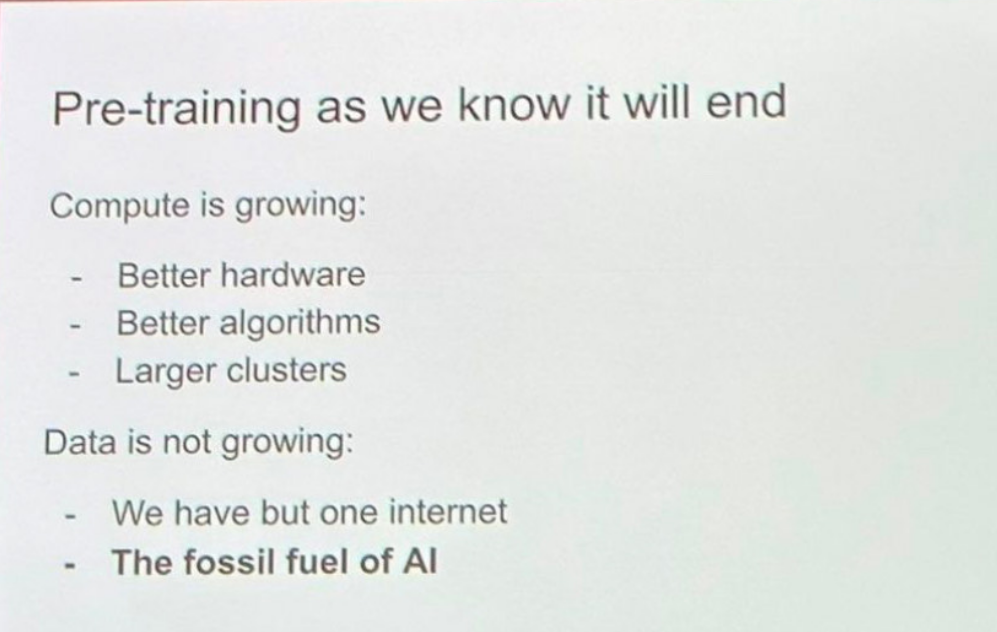 Pre-training as we know it will end
Compute is growing:
- Better hardware
- Better algorithms
- Larger clusters
Data is not growing:
- We have but one internet
- The fossil fuel of AI